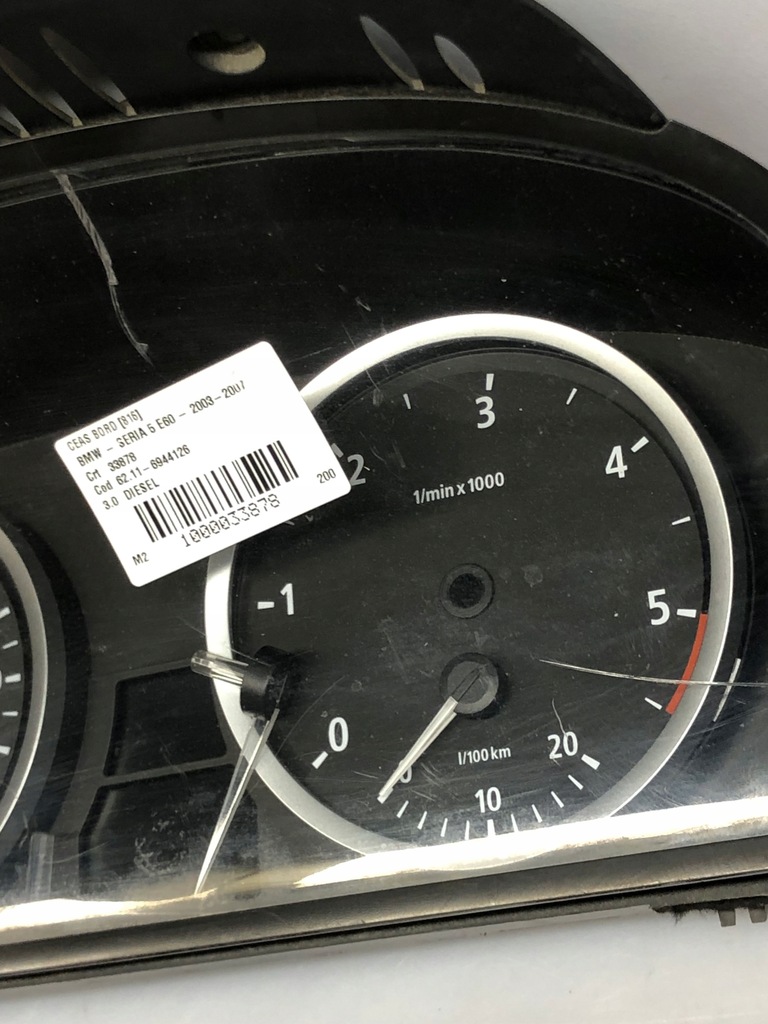 CEAS BORD [816]
BMW - SERIA 5 E60 - 2003-2007
Crt 33878
Cod 62.11-6944126
3.0 DIESEL
M2
1000033878
200
0
1
2
3
4
5
1/min x 1000
l/100 km
0
10
20